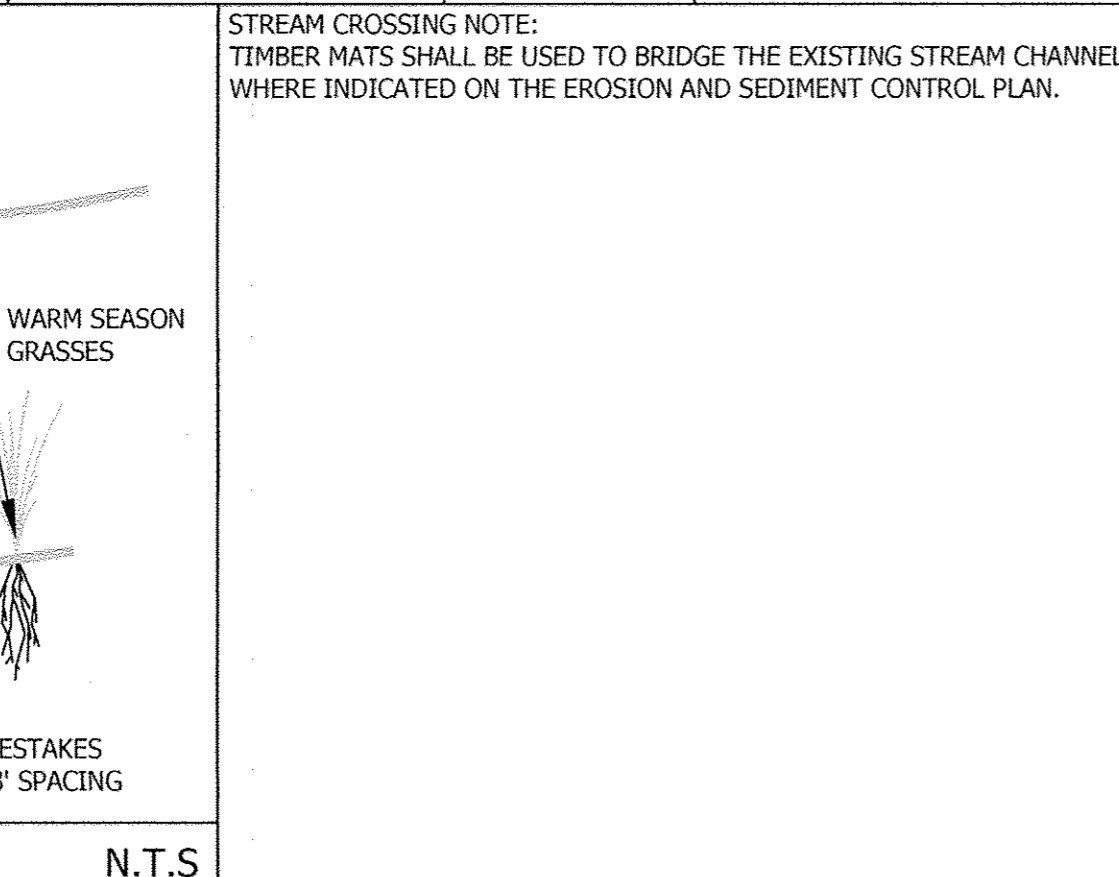 STREAM CROSSING NOTE:
TIMBER MATS SHALL BE USED TO BRIDGE THE EXISTING STREAM CHANNEL
WHERE INDICATED ON THE EROSION AND SEDIMENT CONTROL PLAN.
WARM SEASON
GRASSES
ESTAKES
' SPACING
N.T.S